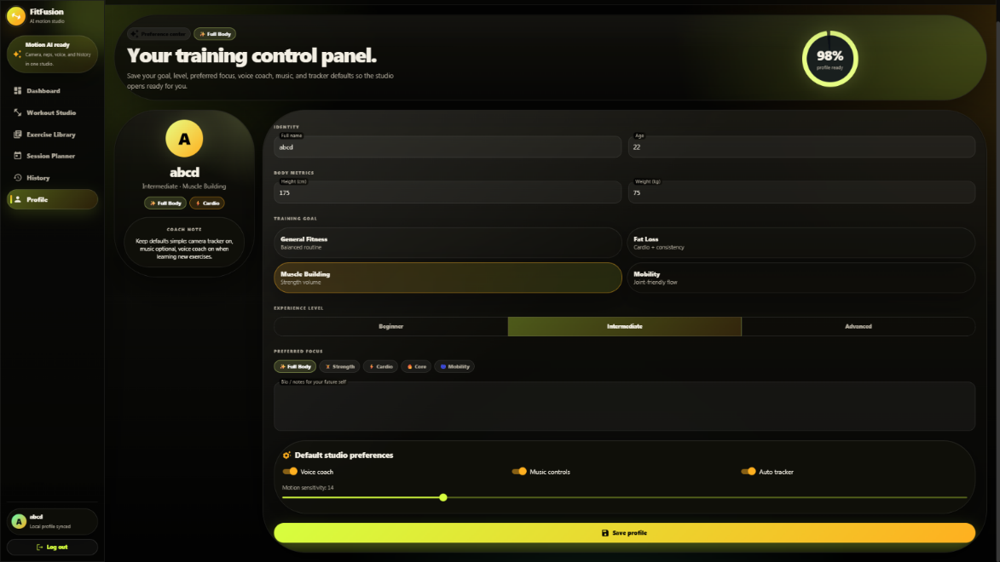 FitFusion
AI motion studio
Motion AI ready
Camera, reps, voice, and history
in one studio.
Dashboard
Workout Studio
Exercise Library
Session Planner
History
Profile
abcd
Local profile synced
Log out
Preference center
Full Body
Your training control panel.
Save your goal, level, preferred focus, voice coach, music, and tracker defaults so the studio
opens ready for you.
98%
profile ready
A
abcd
Intermediate · Muscle Building
Full Body
Cardio
COACH NOTE
Keep defaults simple: camera tracker on,
music optional, voice coach on when
learning new exercises.
IDENTITY
Full name
abcd
Age
22
BODY METRICS
Height (cm)
175
Weight (kg)
75
TRAINING GOAL
General Fitness
Balanced routine
Fat Loss
Cardio + consistency
Muscle Building
Strength volume
Mobility
Joint-friendly flow
EXPERIENCE LEVEL
Beginner
Intermediate
Advanced
PREFERRED FOCUS
Full Body
Strength
Cardio
Core
Mobility
Bio / notes for your future self
Default studio preferences
Voice coach
Music controls
Auto tracker
Motion sensitivity: 14
Save profile
A